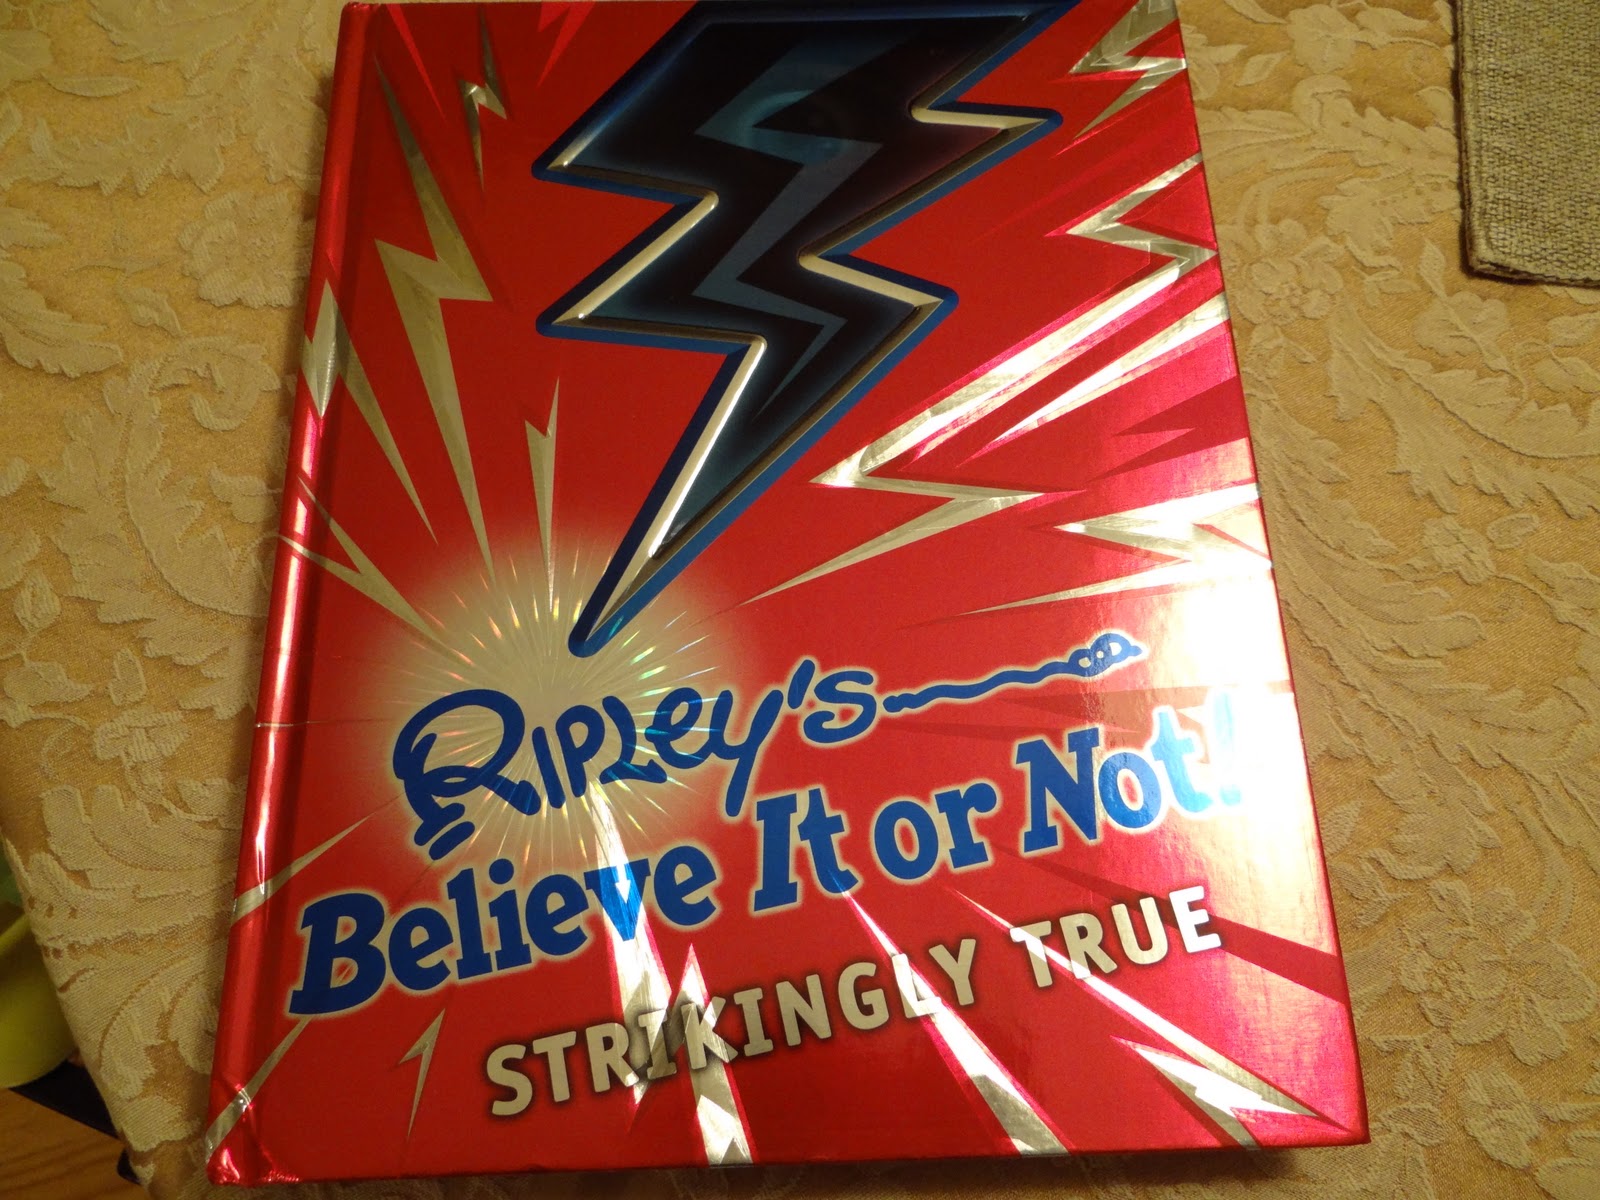 RIPLEY'S
Believe It or Not!
STRIKINGLY TRUE